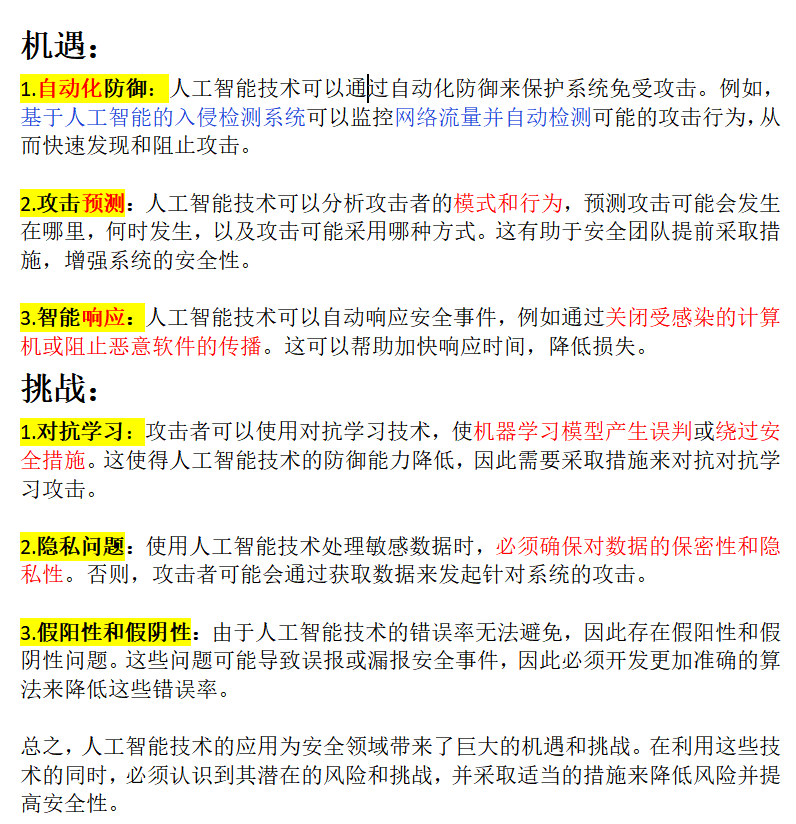 机遇：
1.自动化防御：人工智能技术可以通过自动化防御来保护系统免受攻击。例如，
基于人工智能的入侵检测系统可以监控网络流量并自动检测可能的攻击行为，从
而快速发现和阻止攻击。
2.攻击预测：人工智能技术可以分析攻击者的模式和行为，预测攻击可能会发生
在哪里，何时发生，以及攻击可能采用哪种方式。这有助于安全团队提前采取措
施，增强系统的安全性。
3.智能响应：人工智能技术可以自动响应安全事件，例如通过关闭受感染的计算
机或阻止恶意软件的传播。这可以帮助加快响应时间，降低损失。
挑战：
1.对抗学习：攻击者可以使用对抗学习技术，使机器学习模型产生误判或绕过安
全措施。这使得人工智能技术的防御能力降低，因此需要采取措施来对抗对抗学
习攻击。
2.隐私问题：使用人工智能技术处理敏感数据时，必须确保对数据的保密性和隐
私性。否则，攻击者可能会通过获取数据来发起针对系统的攻击。
3.假阳性和假阴性：由于人工智能技术的错误率无法避免，因此存在假阳性和假
阴性问题。这些问题可能导致误报或漏报安全事件，因此必须开发更加准确的算
法来降低这些错误率。
总之，人工智能技术的应用为安全领域带来了巨大的机遇和挑战。在利用这些技
术的同时，必须认识到其潜在的风险和挑战，并采取适当的措施来降低风险并提
高安全性。